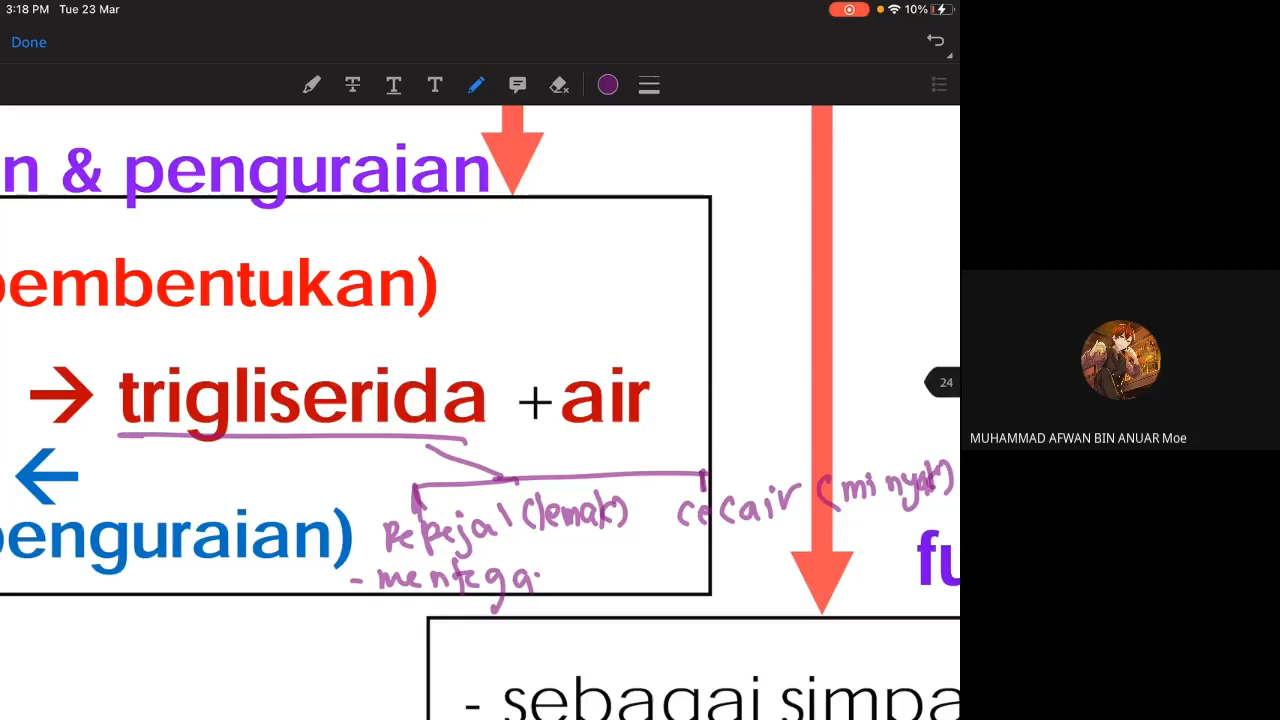 3:18 PM Tue 23 Mar
10%
Done
n & penguraian
pembentukan)
→ trigliserida + air
←
penguraian)
Pepejal (lemak)
cecair (minyak)
- mentega
fu
- sebagai simpa
24
MUHAMMAD AFWAN BIN ANUAR Moe